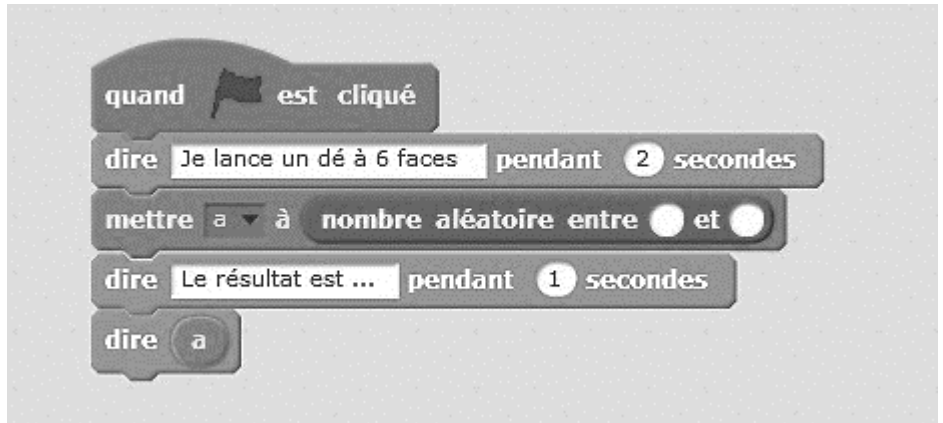 quand est cliqué
dire Je lance un dé à 6 faces pendant 2 secondes
mettre a à nombre aléatoire entre et
dire Le résultat est ... pendant 1 secondes
dire a